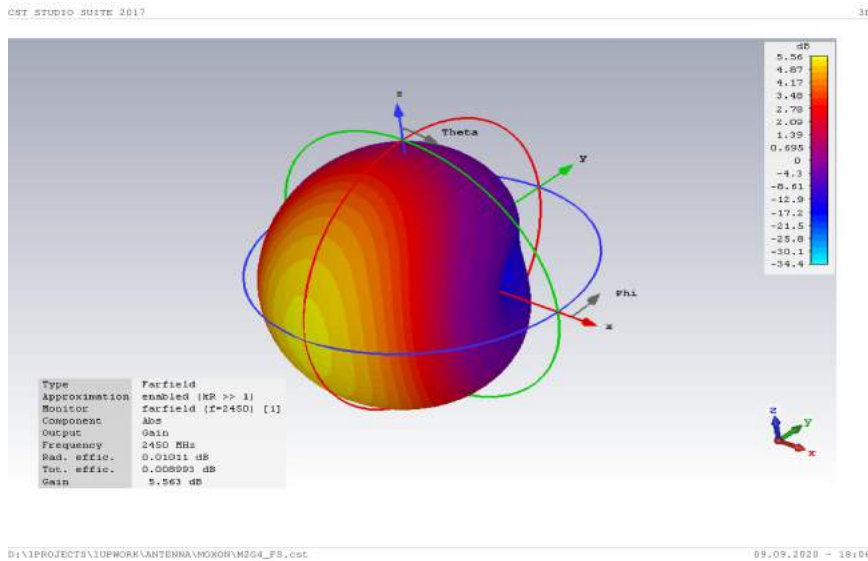 CST STUDIO SUITE 2017
3D
dB
5.56
4.87
4.17
3.48
2.78
2.09
1.39
0.695
0
-4.3
-8.61
-12.9
-17.2
-21.5
-25.8
-30.1
-34.4
z
Theta
y
Phi
x
Type Farfield
Approximation enabled (kR >> 1)
Monitor farfield (f=2450) [1]
Component Abs
Output Gain
Frequency 2450 MHz
Rad. effic. 0.01011 dB
Tot. effic. 0.008993 dB
Gain 5.563 dB
z
y
x
D:\1PROJECTS\1UPWORK\ANTENNA\MOXON\M2G4_FS.cst
09.09.2020 - 18:06